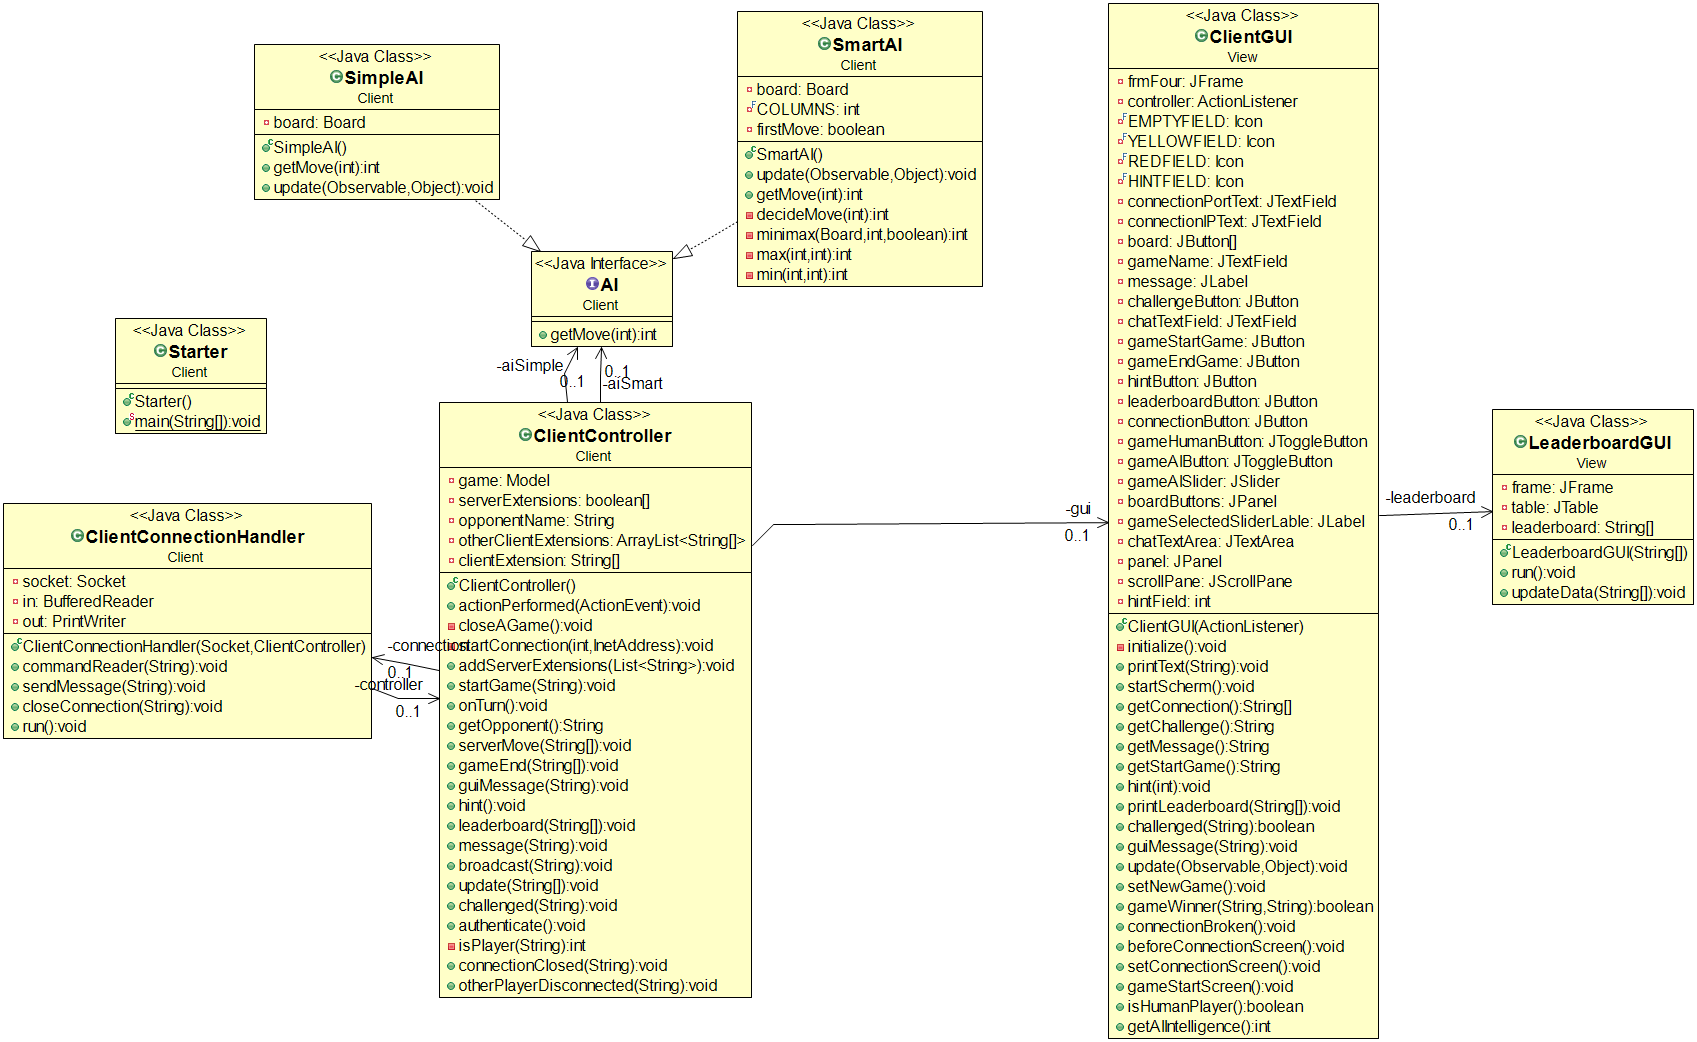 <<Java Class>>
SimpleAI
Client
board: Board
SimpleAI()
getMove(int):int
update(Observable,Object):void
<<Java Class>>
SmartAI
Client
board: Board
COLUMNS: int
firstMove: boolean
SmartAI()
update(Observable,Object):void
getMove(int):int
decideMove(int):int
minimax(Board,int,boolean):int
max(int,int):int
min(int,int):int
<<Java Interface>>
AI
Client
getMove(int):int
<<Java Class>>
Starter
Client
Starter()
main(String[]):void
-aiSimple
0..1
0..1
-aiSmart
<<Java Class>>
ClientController
Client
game: Model
serverExtensions: boolean[]
opponentName: String
otherClientExtensions: ArrayList<String[]>
clientExtension: String[]
ClientController()
actionPerformed(ActionEvent):void
closeAGame():void
startConnection(int,InetAddress):void
addServerExtensions(List<String>):void
startGame(String):void
onTurn():void
getOpponent():String
serverMove(String[]):void
gameEnd(String[]):void
guiMessage(String):void
hint():void
leaderboard(String[]):void
message(String):void
broadcast(String):void
update(String[]):void
challenged(String):void
authenticate():void
isPlayer(String):int
connectionClosed(String):void
otherPlayerDisconnected(String):void
<<Java Class>>
ClientConnectionHandler
Client
socket: Socket
in: BufferedReader
out: PrintWriter
ClientConnectionHandler(Socket,ClientController)
commandReader(String):void
sendMessage(String):void
closeConnection(String):void
run():void
-connection
0..1
-controller
0..1
-gui
0..1
<<Java Class>>
ClientGUI
View
frmFour: JFrame
controller: ActionListener
EMPTYFIELD: Icon
YELLOWFIELD: Icon
REDFIELD: Icon
HINTFIELD: Icon
connectionPortText: JTextField
connectionIPText: JTextField
board: JButton[]
gameName: JTextField
message: JLabel
challengeButton: JButton
chatTextField: JTextField
gameStartGame: JButton
gameEndGame: JButton
hintButton: JButton
leaderboardButton: JButton
connectionButton: JButton
gameHumanButton: JToggleButton
gameAIButton: JToggleButton
gameAISlider: JSlider
boardButtons: JPanel
gameSelectedSliderLable: JLabel
chatTextArea: JTextArea
panel: JPanel
scrollPane: JScrollPane
hintField: int
ClientGUI(ActionListener)
initialize():void
printText(String):void
startScherm():void
getConnection():String[]
getChallenge():String
getMessage():String
getStartGame():String
hint(int):void
printLeaderboard(String[]):void
challenged(String):boolean
guiMessage(String):void
update(Observable,Object):void
setNewGame():void
gameWinner(String,String):boolean
connectionBroken():void
beforeConnectionScreen():void
setConnectionScreen():void
gameStartScreen():void
isHumanPlayer():boolean
getAIIntelligence():int
-leaderboard
0..1
<<Java Class>>
LeaderboardGUI
View
frame: JFrame
table: JTable
leaderboard: String[]
LeaderboardGUI(String[])
run():void
updateData(String[]):void